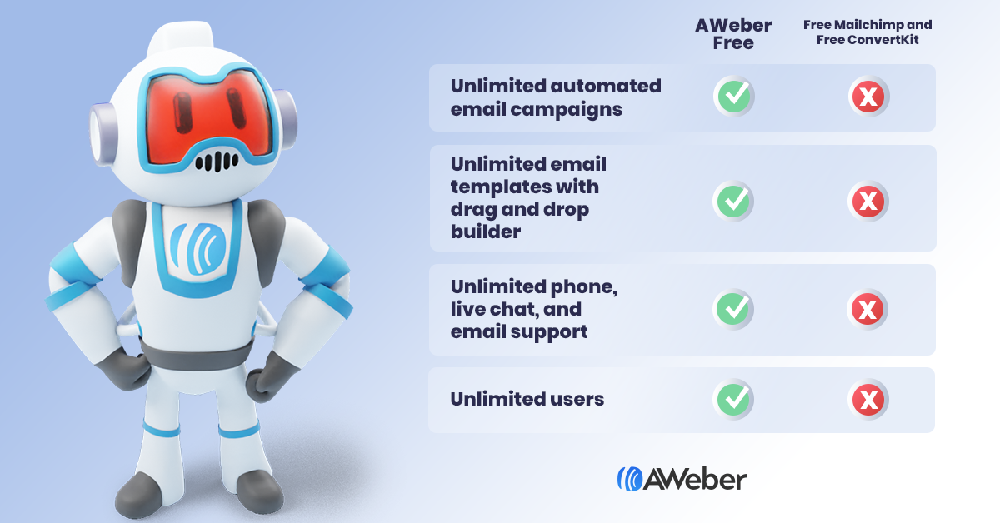 AWeber
Free
Free Mailchimp and
Free ConvertKit
Unlimited automated
email campaigns
Unlimited email
templates with
drag and drop
builder
Unlimited phone,
live chat, and
email support
Unlimited users
AWeber